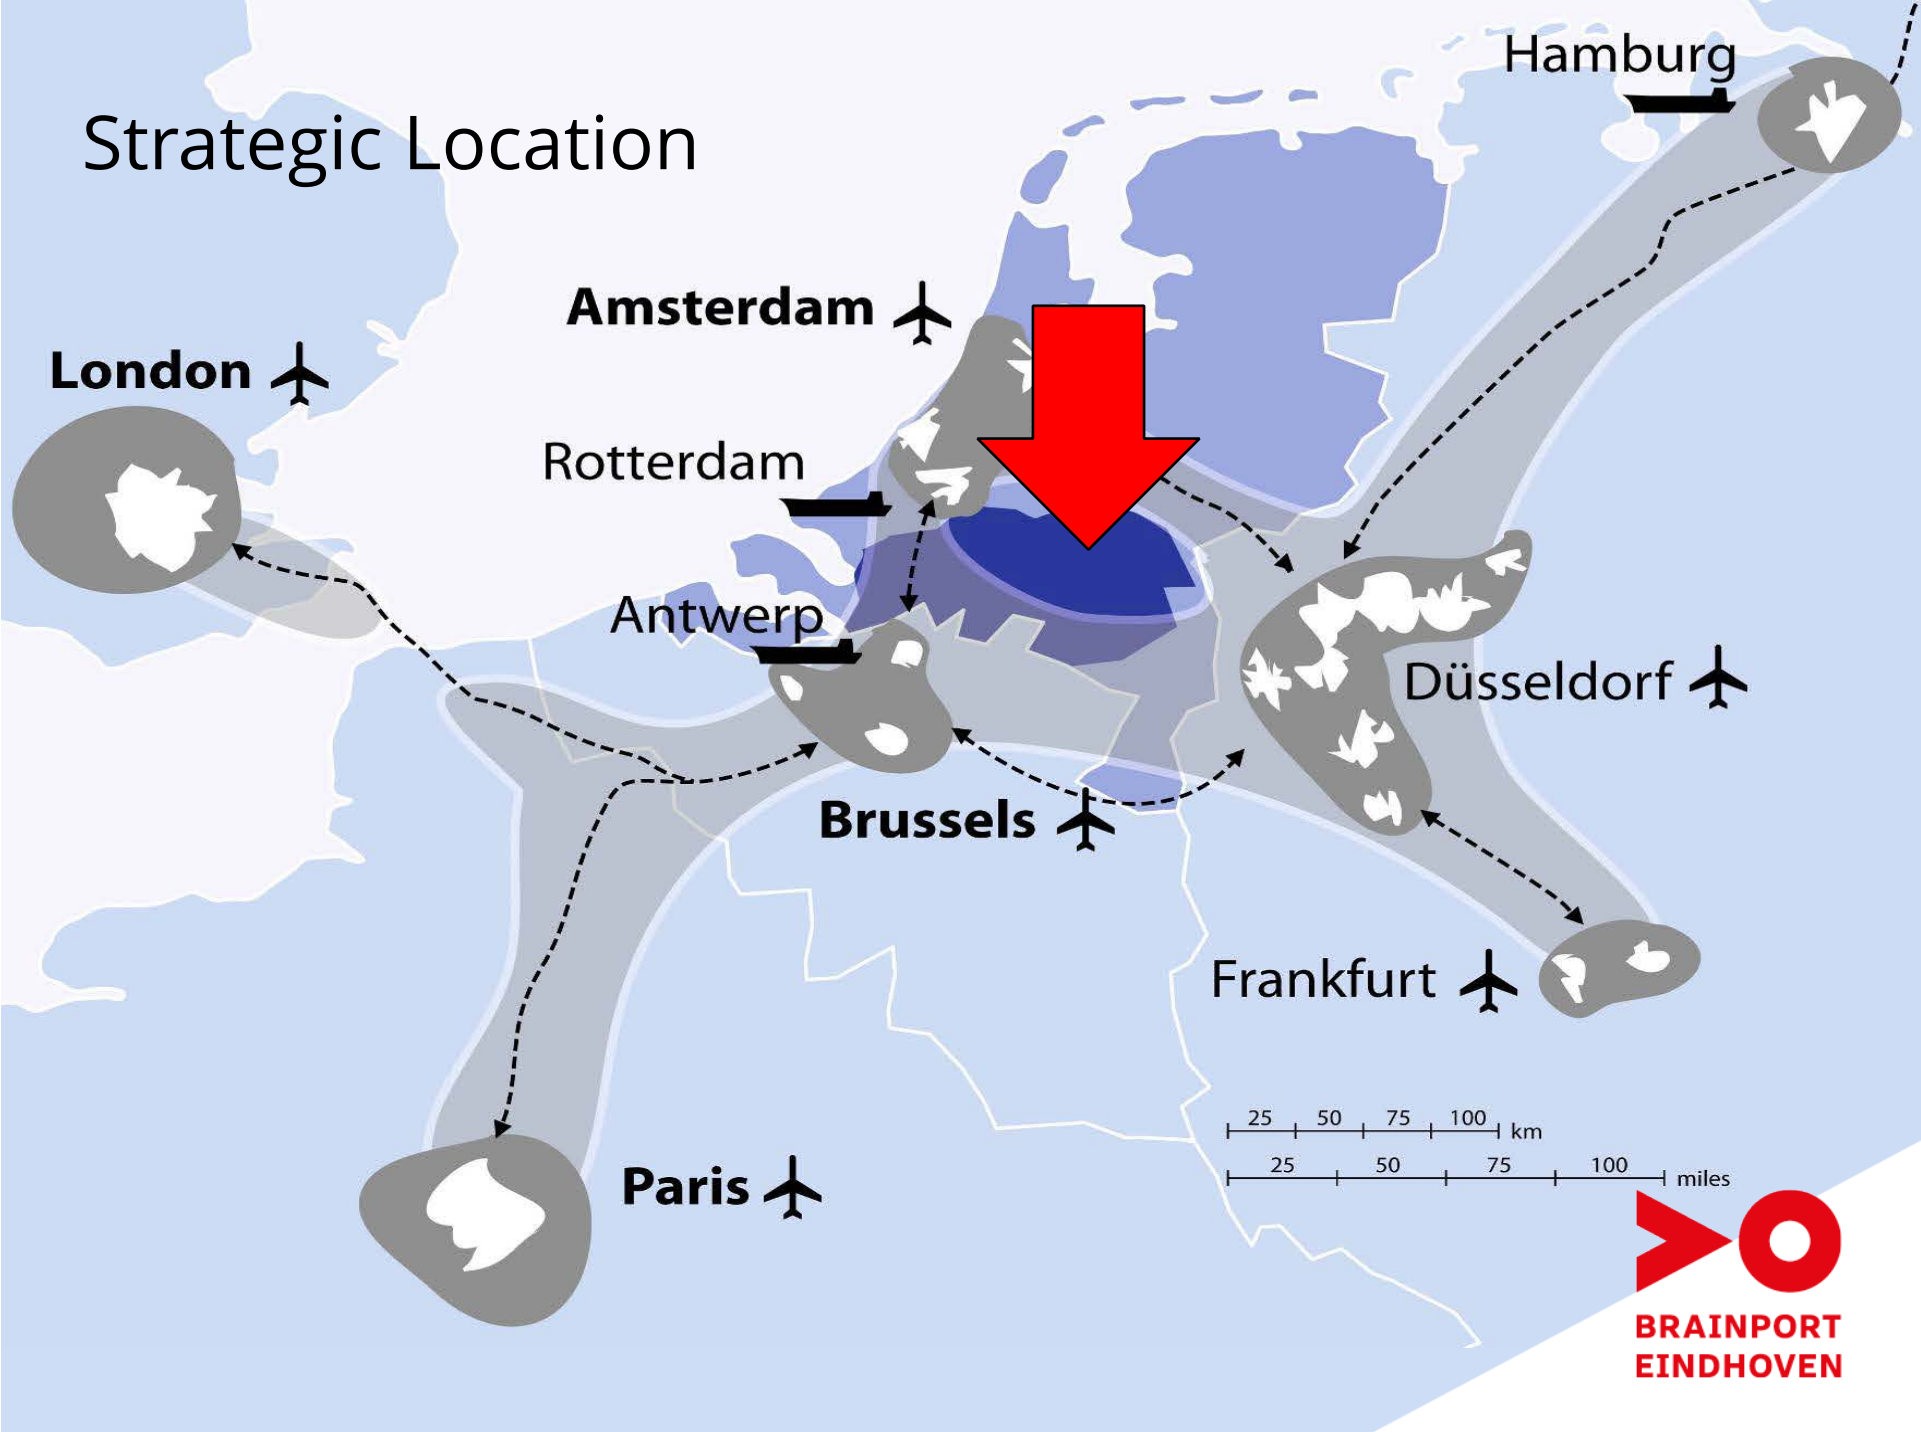 Hamburg
Strategic Location
Amsterdam
London
Rotterdam
Antwerp
Düsseldorf
Brussels
Frankfurt
25 50 75 100 km
25 50 75 100 miles
Paris
BRAINPORT
EINDHOVEN